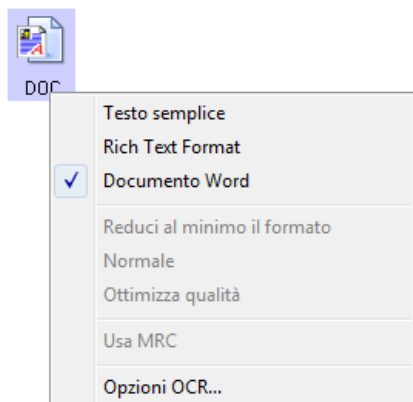 DOC
Testo semplice
Rich Text Format
Documento Word
Reduci al minimo il formato
Normale
Ottimizza qualità
Usa MRC
Opzioni OCR...